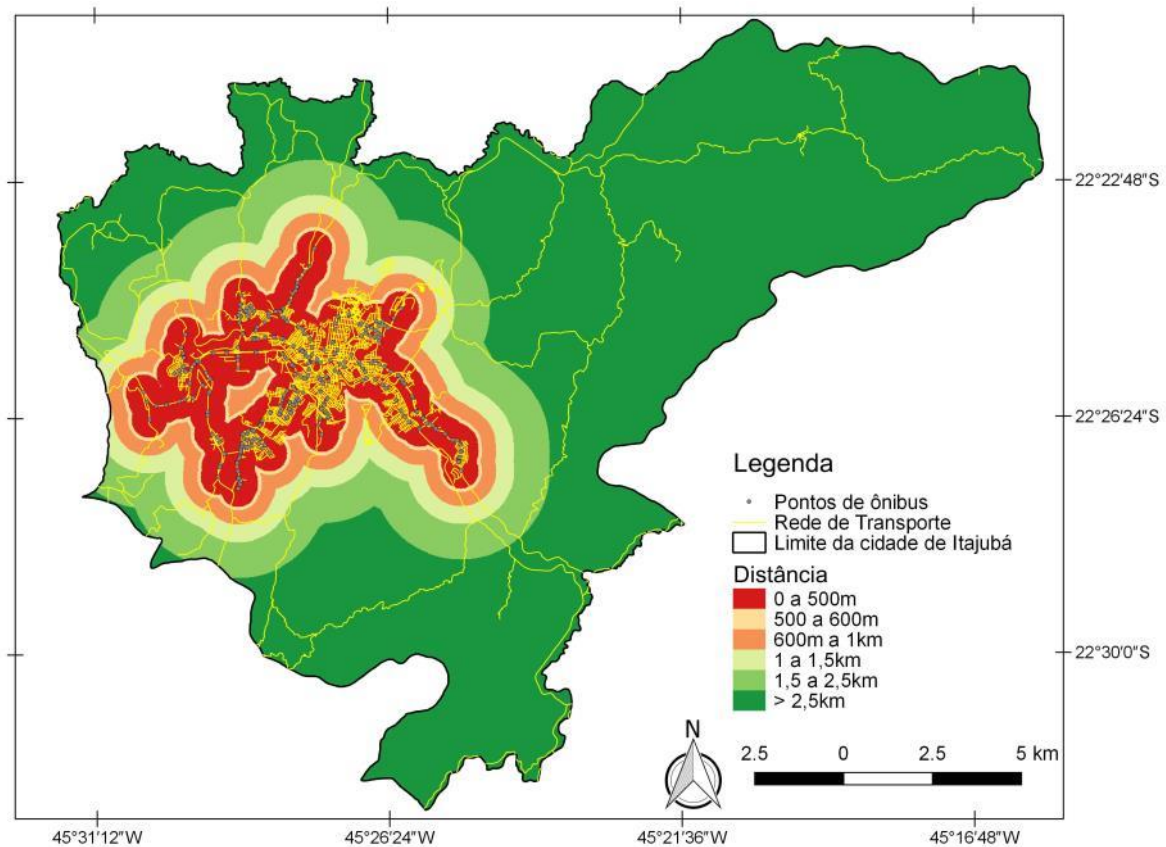 22°22'48"S
22°26'24"S
Legenda
Pontos de ônibus
Rede de Transporte
Limite da cidade de Itajubá
Distância
0 a 500m
500 a 600m
600m a 1km
1 a 1,5km
1,5 a 2,5km
> 2,5km
22°30'0"S
N
2.5 0 2.5 5 km
45°31'12"W 45°26'24"W 45°21'36"W 45°16'48"W